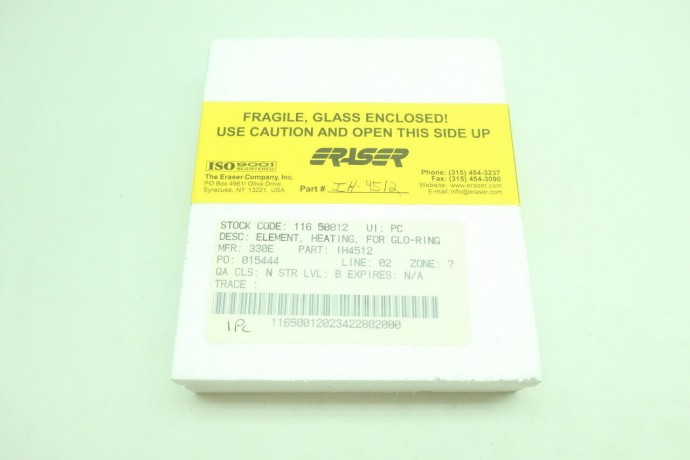 FRAGILE, GLASS ENCLOSED!
USE CAUTION AND OPEN THIS SIDE UP
ISO 9001
REGISTERED
ERASER
The Eraser Company, Inc.
PO Box 4961/ Oliva Drive
Syracuse, NY 13221, USA
Part # IH-4512
Phone: (315) 454-3237
Fax: (315) 454-3090
Website: www.eraser.com
E-mail: info@eraser.com
STOCK CODE: 116 50012 UI: PC
DESC: ELEMENT, HEATING, FOR GLO-RING
MFR: 330E PART: IH4512
PO: 015444 LINE: 02 ZONE: ?
QA CLS: N STR LVL: B EXPIRES: N/A
TRACE :
11650012023422802000
1PC